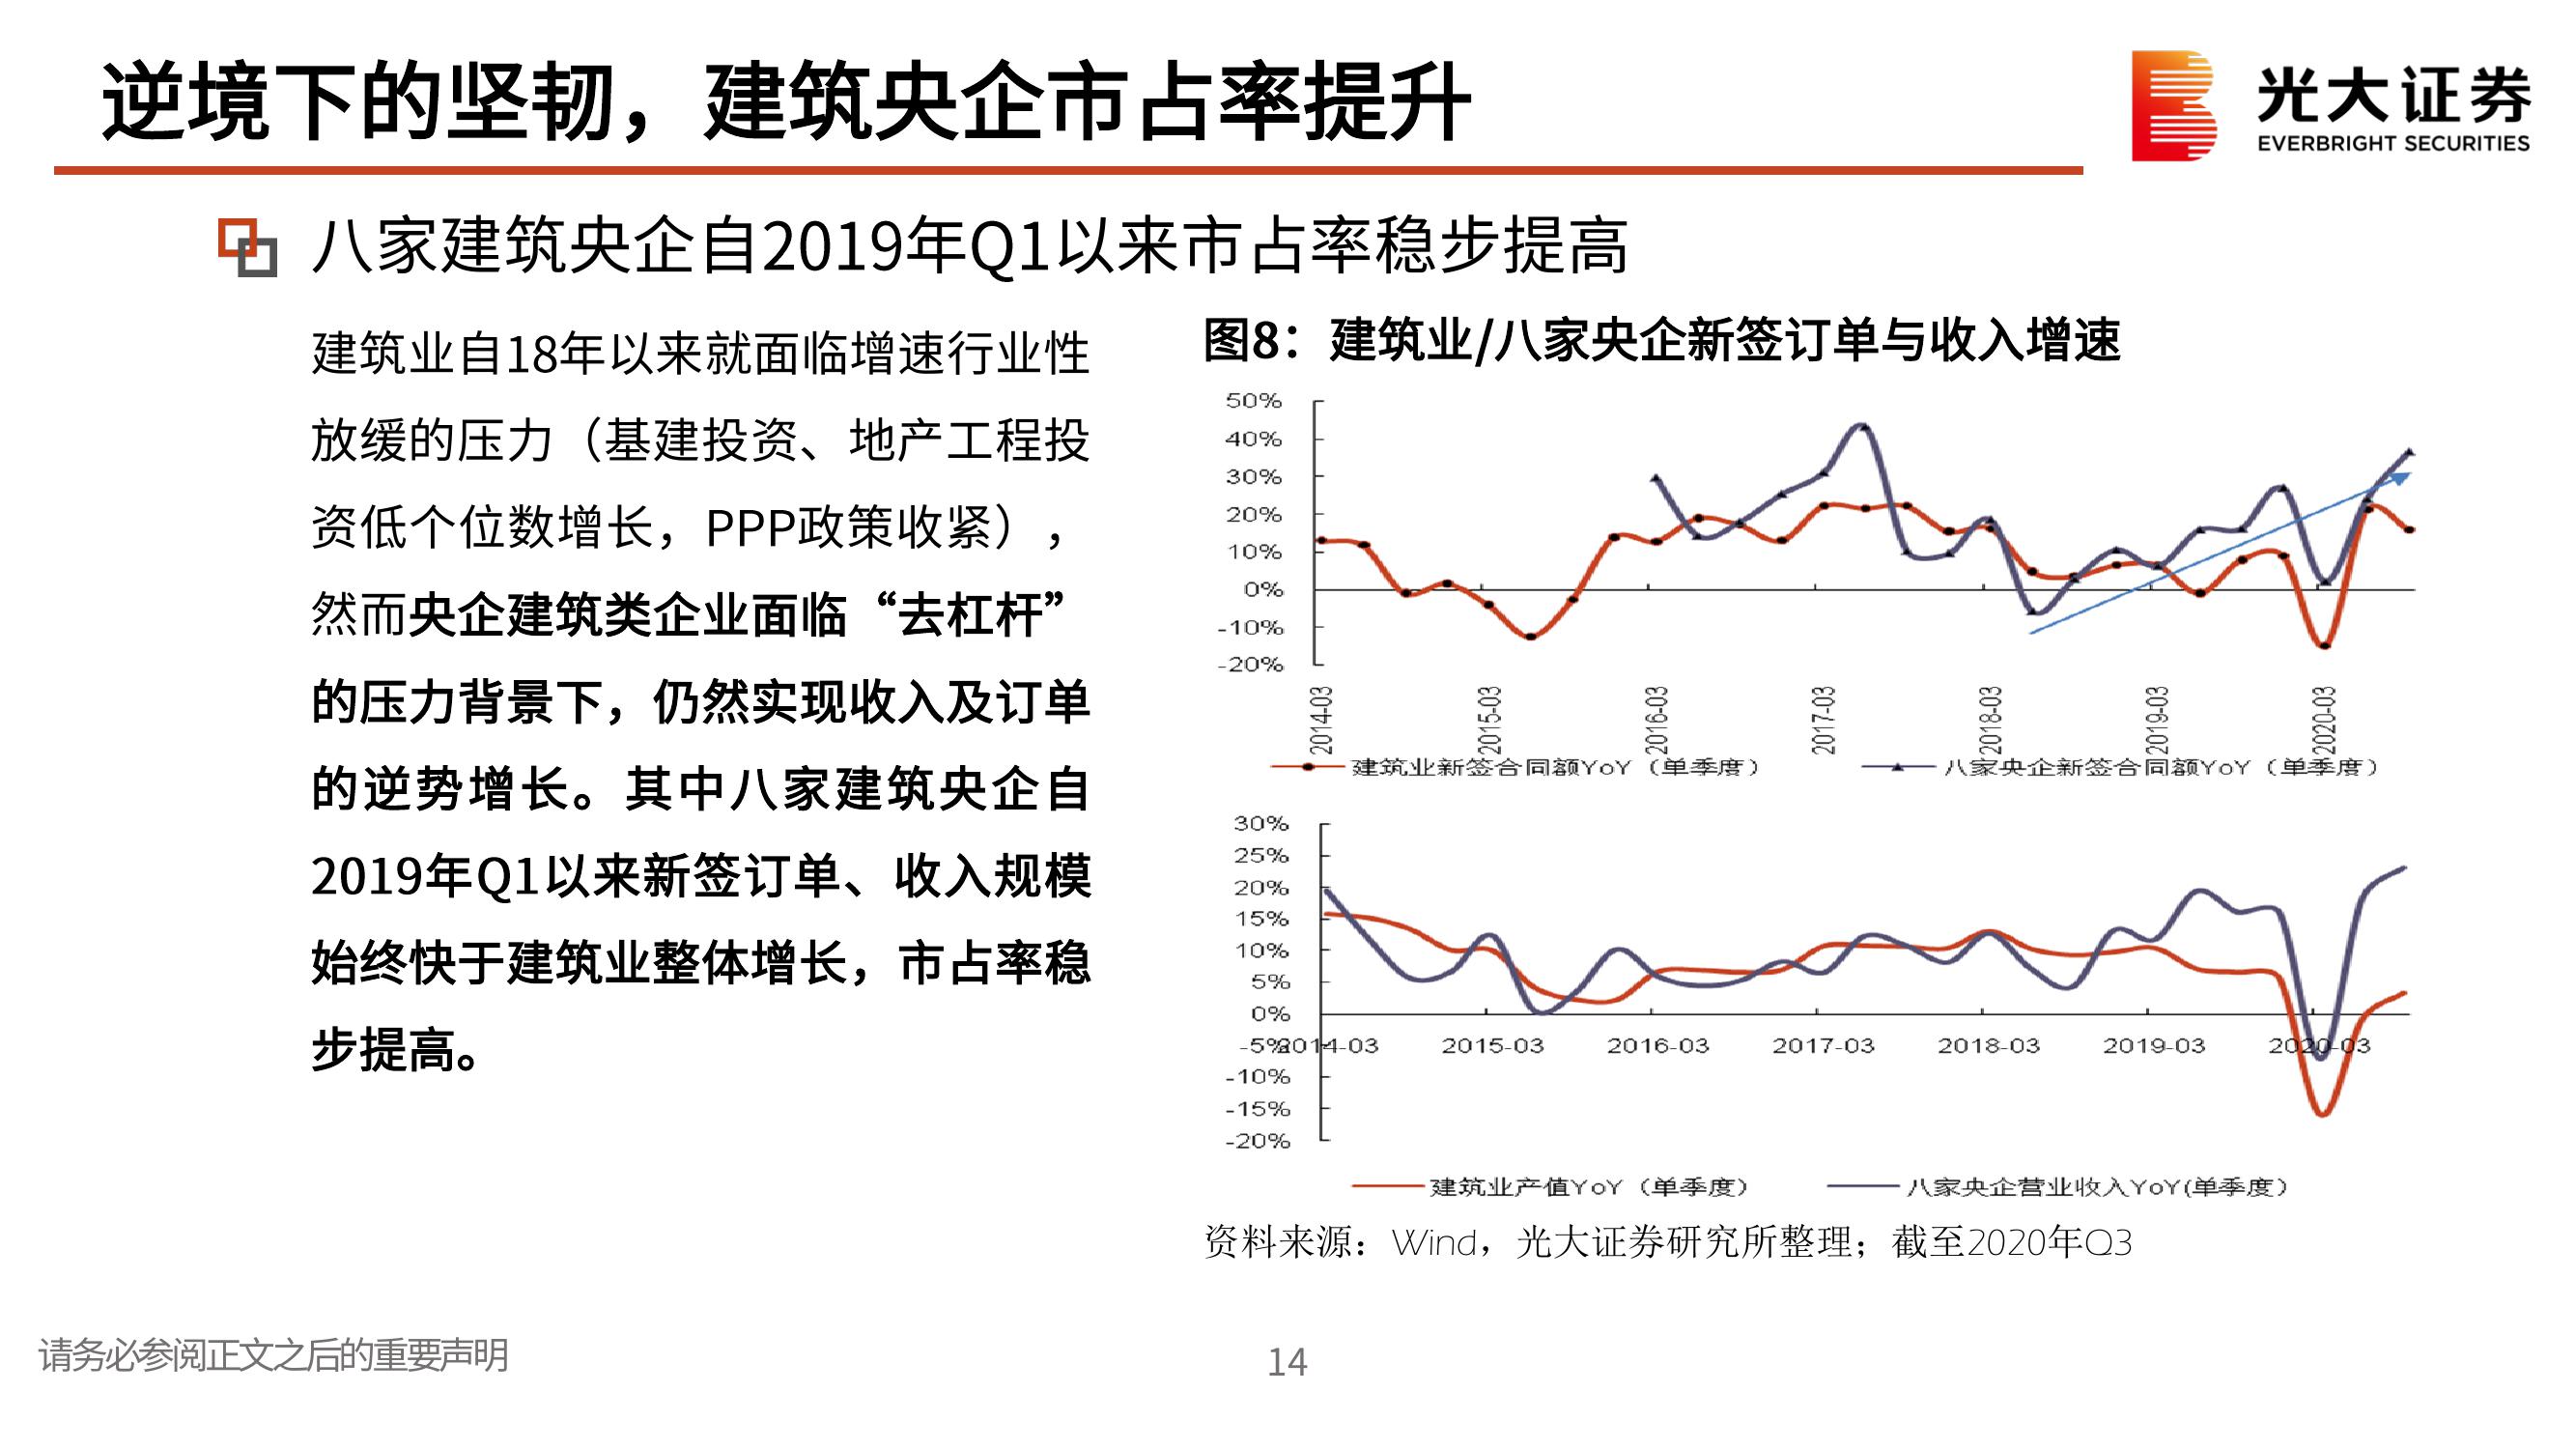 逆境下的坚韧，建筑央企市占率提升
光大证券
EVERBRIGHT SECURITIES
八家建筑央企自2019年Q1以来市占率稳步提高
建筑业自18年以来就面临增速行业性
放缓的压力（基建投资、地产工程投
资低个位数增长，PPP政策收紧），
然而央企建筑类企业面临“去杠杆”
的压力背景下，仍然实现收入及订单
的逆势增长。其中八家建筑央企自
2019年Q1以来新签订单、收入规模
始终快于建筑业整体增长，市占率稳
步提高。
图8：建筑业/八家央企新签订单与收入增速
50%
40%
30%
20%
10%
0%
-10%
-20%
2014-03
2015-03
2016-03
2017-03
2018-03
2019-03
2020-03
建筑业新签合同额YoY（单季度）
八家央企新签合同额YoY（单季度）
30%
25%
20%
15%
10%
5%
0%
-5%
-10%
-15%
-20%
2014-03
2015-03
2016-03
2017-03
2018-03
2019-03
2020-03
建筑业产值YoY（单季度）
八家央企营业收入YoY(单季度）
资料来源：Wind，光大证券研究所整理；截至2020年Q3
请务必参阅正文之后的重要声明
14